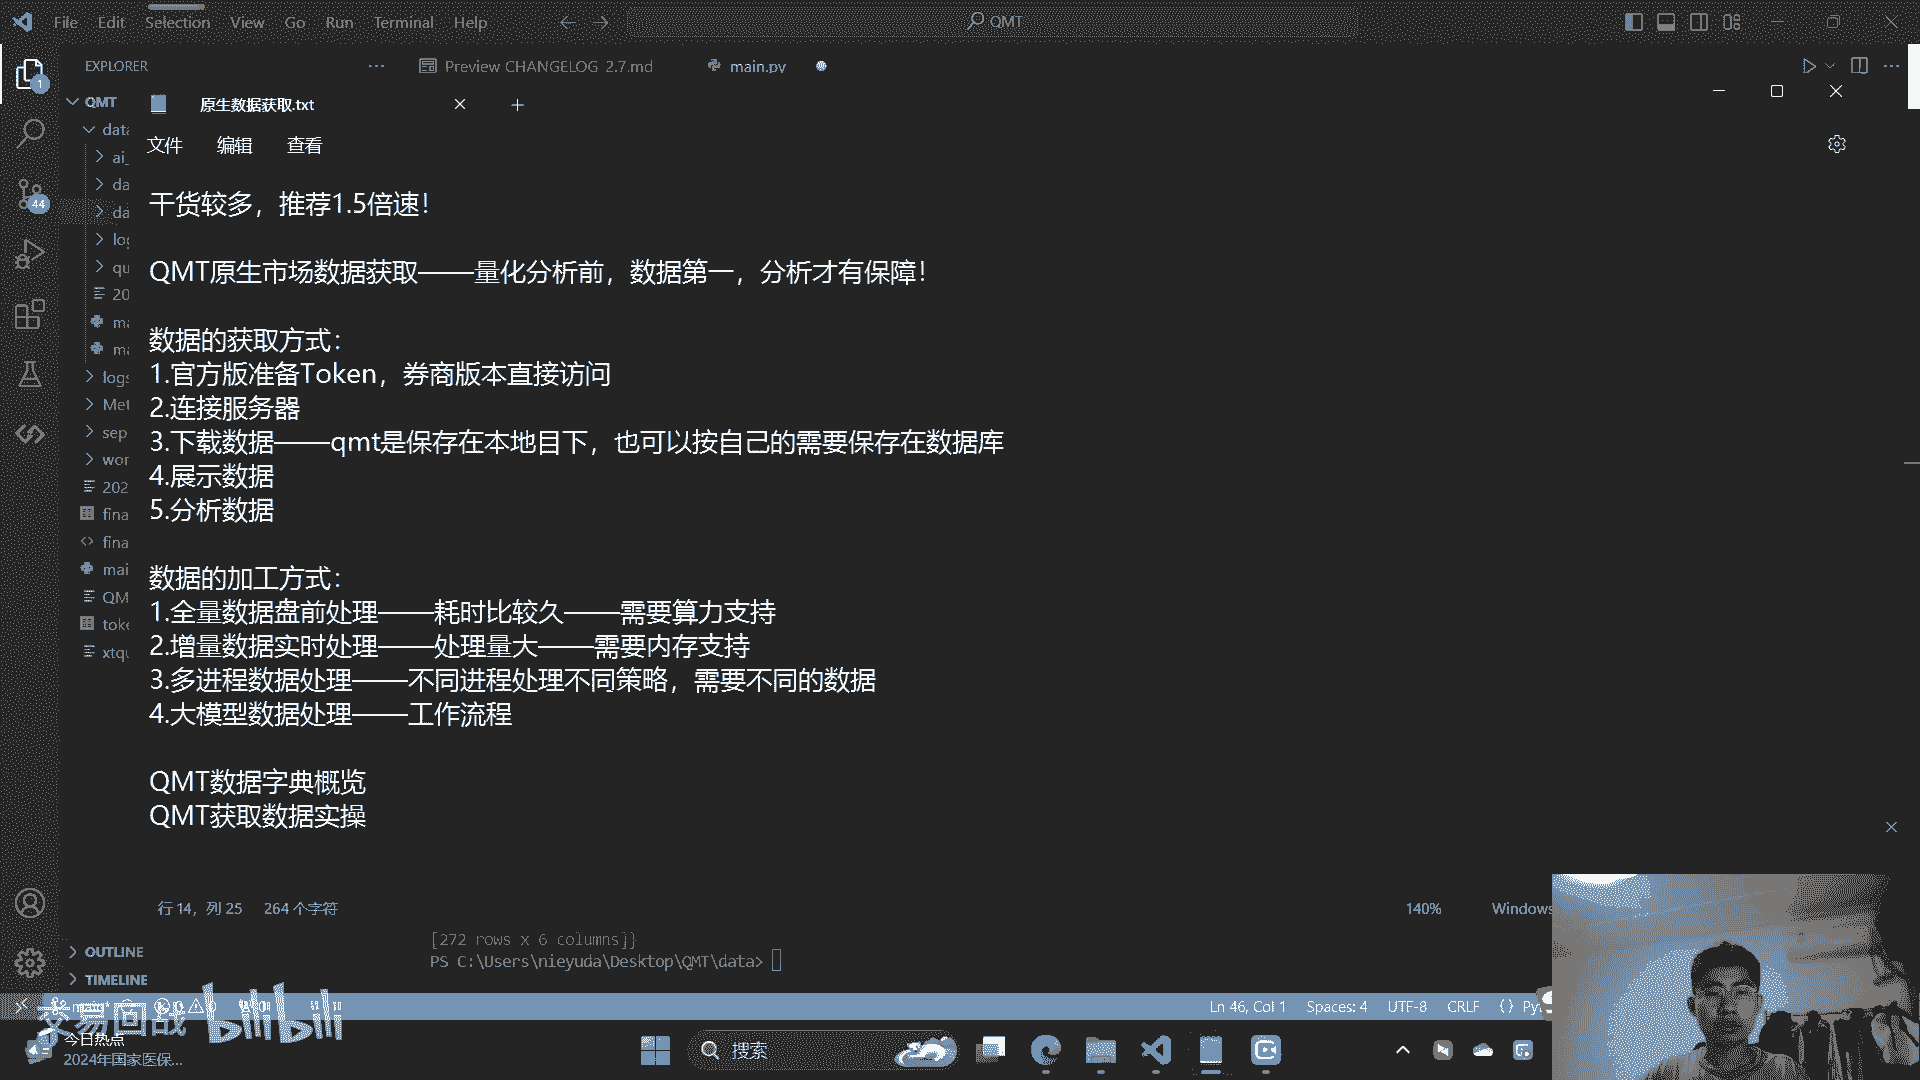 File Edit Selection View Go Run Terminal Help
QMT
EXPLORER
Preview CHANGELOG_2.7.md
main.py
1
QMT
原生数据获取.txt
data
文件 编辑 查看
ai_
da
da
44
log
qu
20
ma
ma
logs
Met
sep
wor
202
fina
fina
mai
QM
toke
xtqu
干货较多，推荐1.5倍速！
QMT原生市场数据获取——量化分析前，数据第一，分析才有保障！
数据的获取方式：
1.官方版准备Token，券商版本直接访问
2.连接服务器
3.下载数据——qmt是保存在本地目下，也可以按自己的需要保存在数据库
4.展示数据
5.分析数据
数据的加工方式：
1.全量数据盘前处理——耗时比较久——需要算力支持
2.增量数据实时处理——处理量大——需要内存支持
3.多进程数据处理——不同进程处理不同策略，需要不同的数据
4.大模型数据处理——工作流程
QMT数据字典概览
QMT获取数据实操
行 14，列 25 264 个字符
140%
Windows
[272 rows x 6 columns]}
PS C:\Users\nieyuda\Desktop\QMT\data>
OUTLINE
TIMELINE
Ln 46, Col 1 Spaces: 4 UTF-8 CRLF {} Py
bilibili
今日热点
2024年国家医保...
搜索